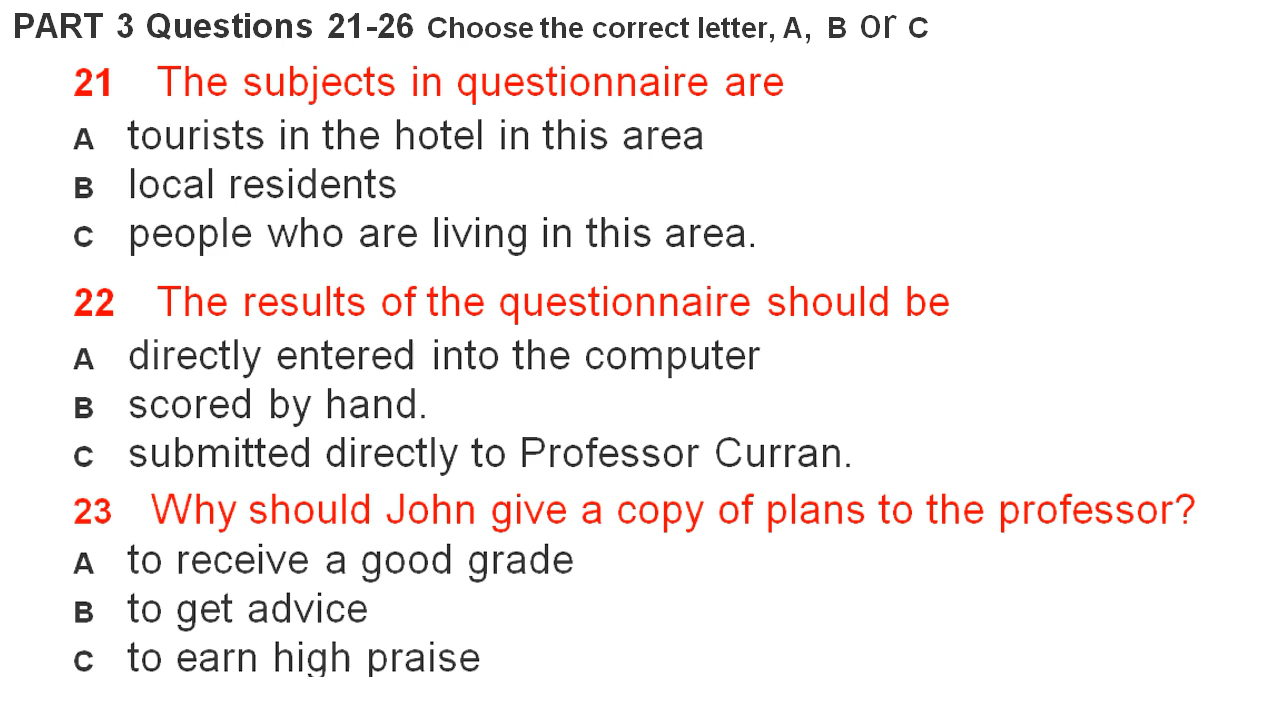 PART 3 Questions 21-26 Choose the correct letter, A, B or C
21 The subjects in questionnaire are
A tourists in the hotel in this area
B local residents
C people who are living in this area.
22 The results of the questionnaire should be
A directly entered into the computer
B scored by hand.
C submitted directly to Professor Curran.
23 Why should John give a copy of plans to the professor?
A to receive a good grade
B to get advice
C to earn high praise